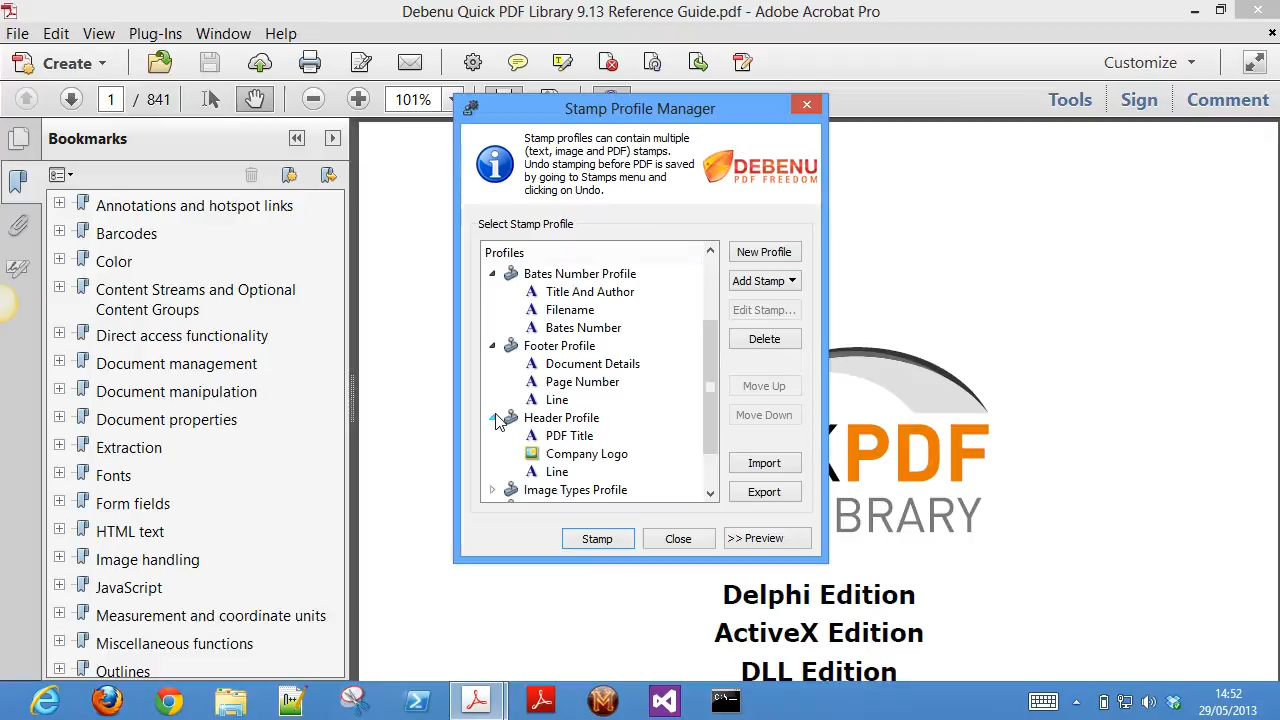 Debenu Quick PDF Library 9.13 Reference Guide.pdf - Adobe Acrobat Pro
File Edit View Plug-Ins Window Help
Create
Customize
1 / 841
101%
Tools
Sign
Comment
Bookmarks
Annotations and hotspot links
Barcodes
Color
Content Streams and Optional
Content Groups
Direct access functionality
Document management
Document manipulation
Document properties
Extraction
Fonts
Form fields
HTML text
Image handling
JavaScript
Measurement and coordinate units
Miscellaneous functions
Outlines
Stamp Profile Manager
Stamp profiles can contain multiple
(text, image and PDF) stamps.
Undo stamping before PDF is saved
by going to Stamps menu and
clicking on Undo.
DEBENU
PDF FREEDOM
Select Stamp Profile
Profiles
Bates Number Profile
Title And Author
Filename
Bates Number
Footer Profile
Document Details
Page Number
Line
Header Profile
PDF Title
Company Logo
Line
Image Types Profile
New Profile
Add Stamp
Edit Stamp...
Delete
Move Up
Move Down
Import
Export
Stamp
Close
>> Preview
PDF
BRARY
Delphi Edition
ActiveX Edition
DLL Edition
14:52
29/05/2013